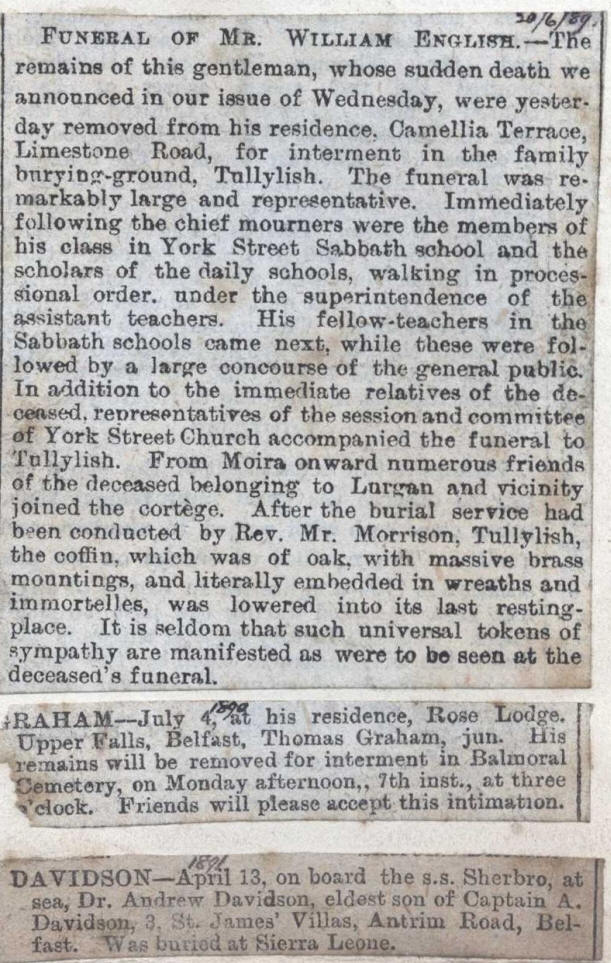 20/6/89.
FUNERAL OF MR. WILLIAM ENGLISH.—The
remains of this gentleman, whose sudden death we
announced in our issue of Wednesday, were yester-
day removed from his residence, Camellia Terrace,
Limestone Road, for interment in the family
burying-ground, Tullylish. The funeral was re-
markably large and representative. Immediately
following the chief mourners were the members of
his class in York Street Sabbath school and the
scholars of the daily schools, walking in proces-
sional order. under the superintendence of the
assistant teachers. His fellow-teachers in the
Sabbath schools came next, while these were fol-
lowed by a large concourse of the general public.
In addition to the immediate relatives of the de-
ceased, representatives of the session and committee
of York Street Church accompanied the funeral to
Tullylish. From Moira onward numerous friends
of the deceased belonging to Lurgan and vicinity
joined the cortège. After the burial service had
been conducted by Rev. Mr. Morrison, Tullylish,
the coffin, which was of oak, with massive brass
mountings, and literally embedded in wreaths and
immortelles, was lowered into its last resting-
place. It is seldom that such universal tokens of
sympathy are manifested as were to be seen at the
deceased's funeral.
1890
GRAHAM—July 4, at his residence, Rose Lodge.
Upper Falls, Belfast, Thomas Graham, jun. His
remains will be removed for interment in Balmoral
Cemetery, on Monday afternoon,, 7th inst., at three
o'clock. Friends will please accept this intimation.
1891
DAVIDSON—April 13, on board the s.s. Sherbro, at
sea, Dr. Andrew Davidson, eldest son of Captain A.
Davidson, 3, St. James' Villas, Antrim Road, Bel-
fast. Was buried at Sierra Leone.